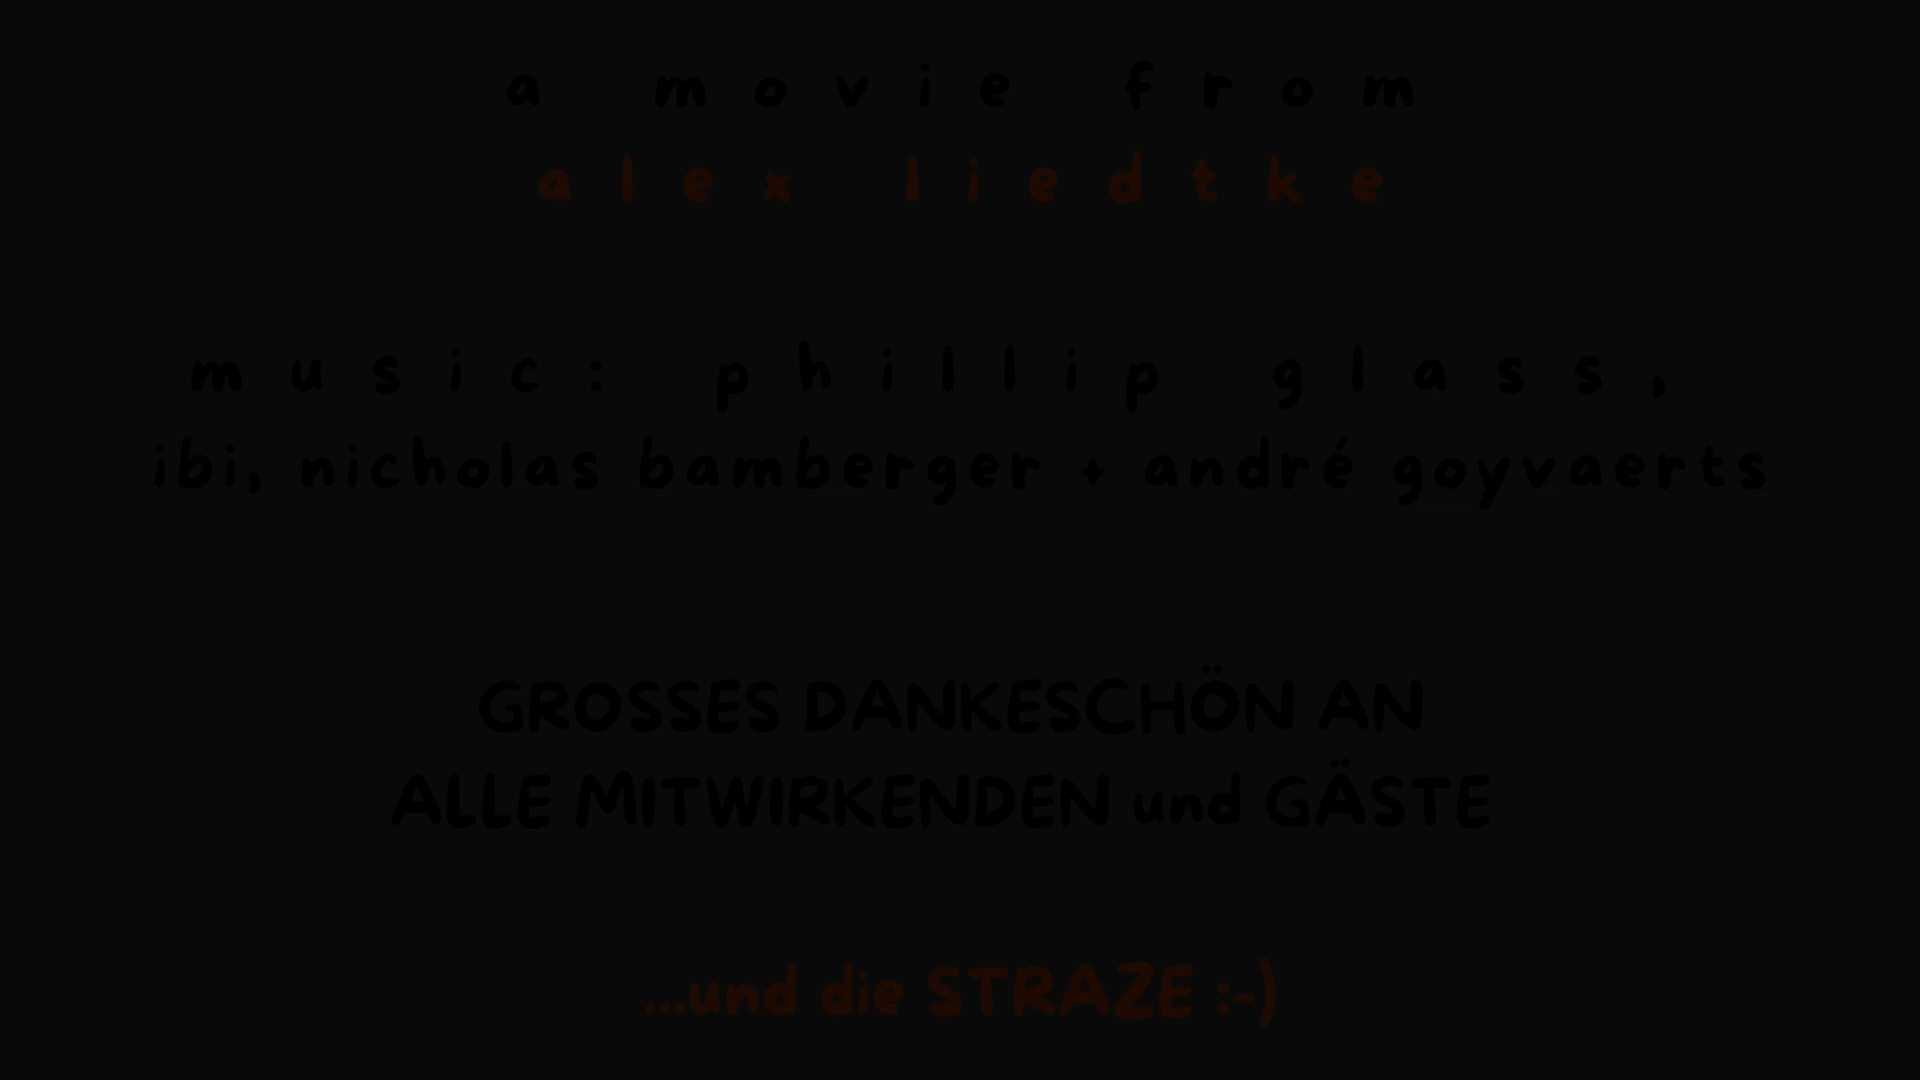 a movie from
alex liedtke
music: phillip glass,
ibi, nicholas bamberger + andré goyvaerts
GROSSES DANKESCHÖN AN
ALLE MITWIRKENDEN und GÄSTE
...und die STRAZE :-)